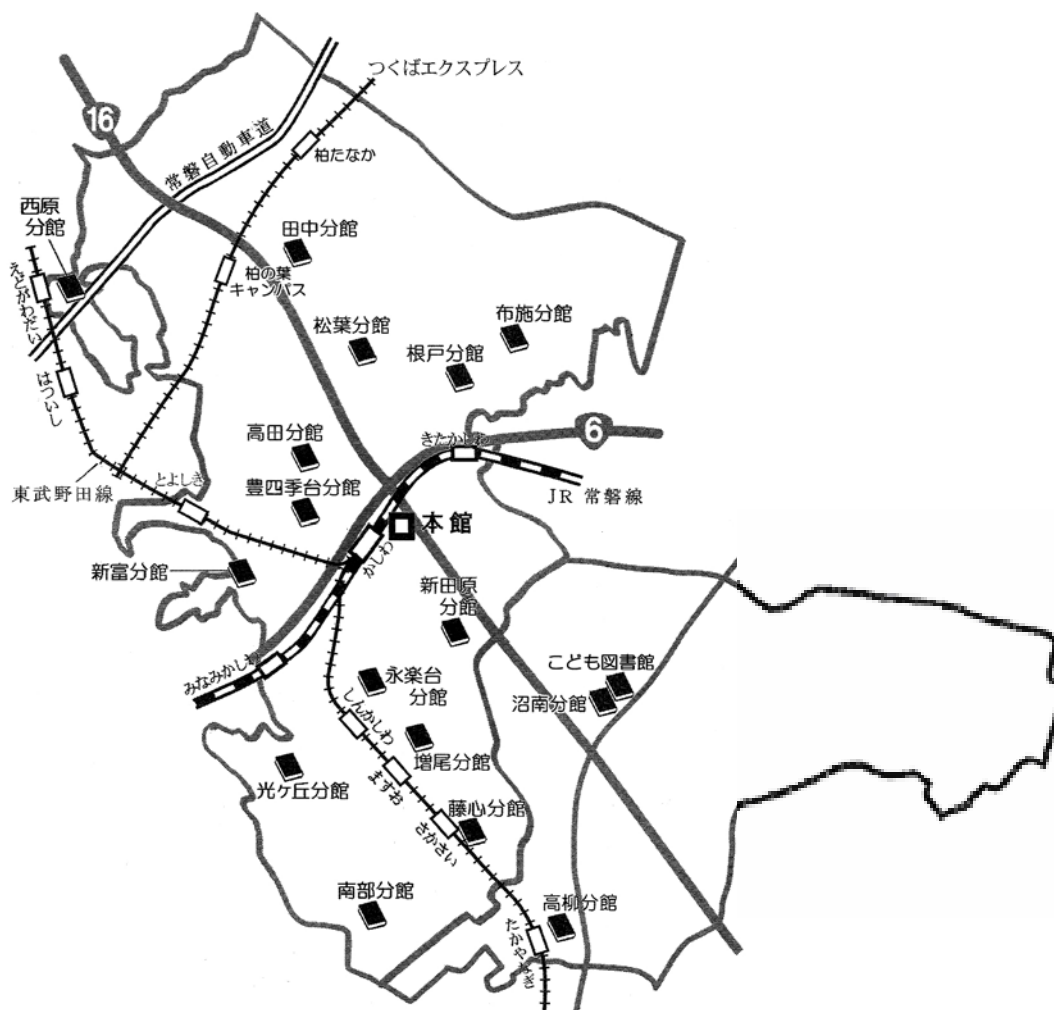 つくばエクスプレス
16
常磐自動車道
柏たなか
西原
分館
田中分館
えどがわだい
柏の葉
キャンパス
布施分館
松葉分館
根戸分館
はついし
高田分館
きたかしわ
6
とよしき
東武野田線
豊四季台分館
JR 常磐線
本館
かしわ
新富分館
新田原
分館
みなみかしわ
永楽台
分館
こども図書館
沼南分館
しんかしわ
増尾分館
光ヶ丘分館
ますお
藤心分館
さかさい
南部分館
高柳分館
たかやなぎ